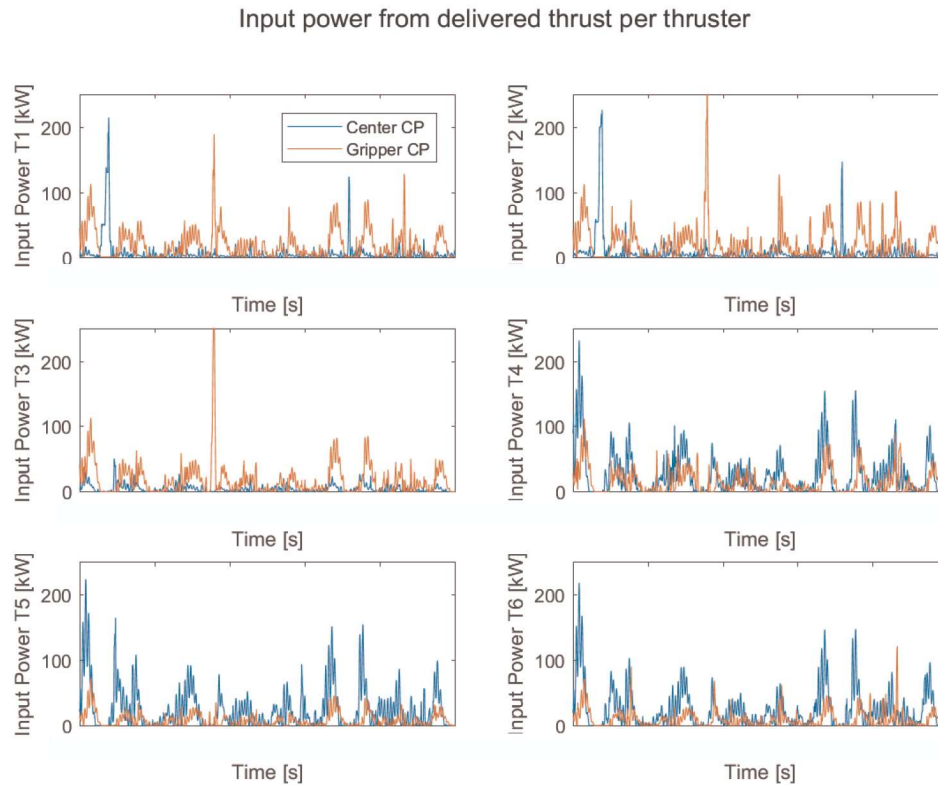 Input power from delivered thrust per thruster
Input Power T1 [kW]
200
100
0
Center CP
Gripper CP
Time [s]
Input Power T2 [kW]
200
100
0
Time [s]
Input Power T3 [kW]
200
100
0
Time [s]
Input Power T4 [kW]
200
100
0
Time [s]
Input Power T5 [kW]
200
100
0
Time [s]
Input Power T6 [kW]
200
100
0
Time [s]